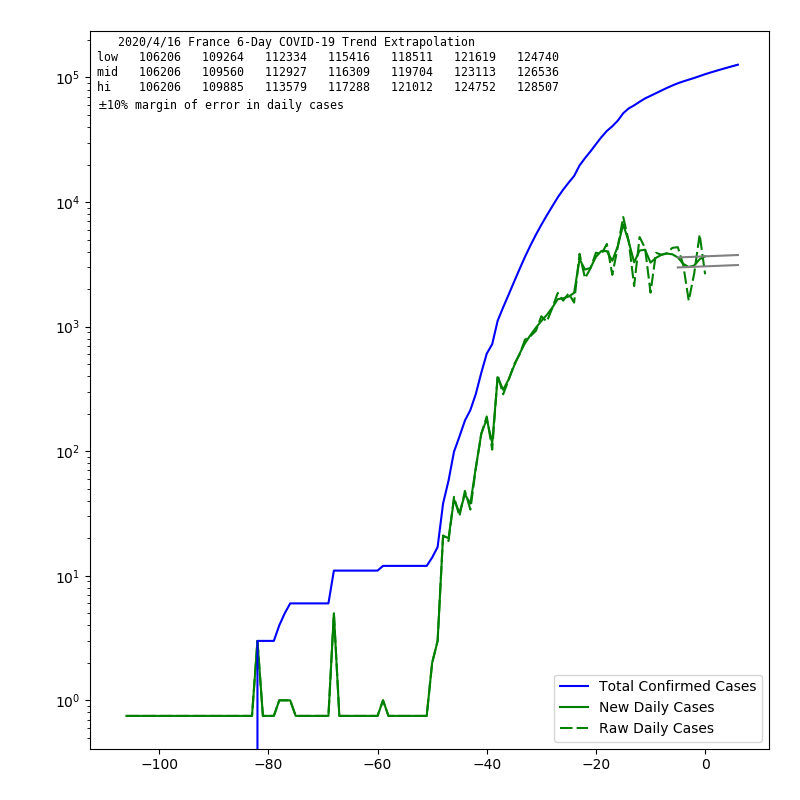 2020/4/16 France 6-Day COVID-19 Trend Extrapolation
low 106206 109264 112334 115416 118511 121619 124740
mid 106206 109560 112927 116309 119704 123113 126536
hi 106206 109885 113579 117288 121012 124752 128507
±10% margin of error in daily cases
10⁵
10⁴
10³
10²
10¹
10⁰
Total Confirmed Cases
New Daily Cases
Raw Daily Cases
−100 −80 −60 −40 −20 0